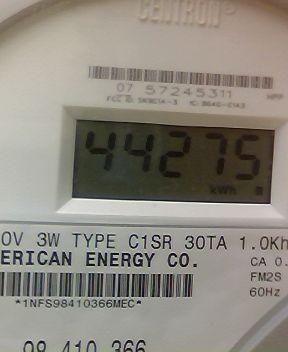 CENTRON®
07 57245311
44275
kWh
0V 3W TYPE C1SR 30TA 1.0Kh
ERICAN ENERGY CO.
CA 0.
FM2S
60Hz
*1NFS98410366MEC*
98 410 366